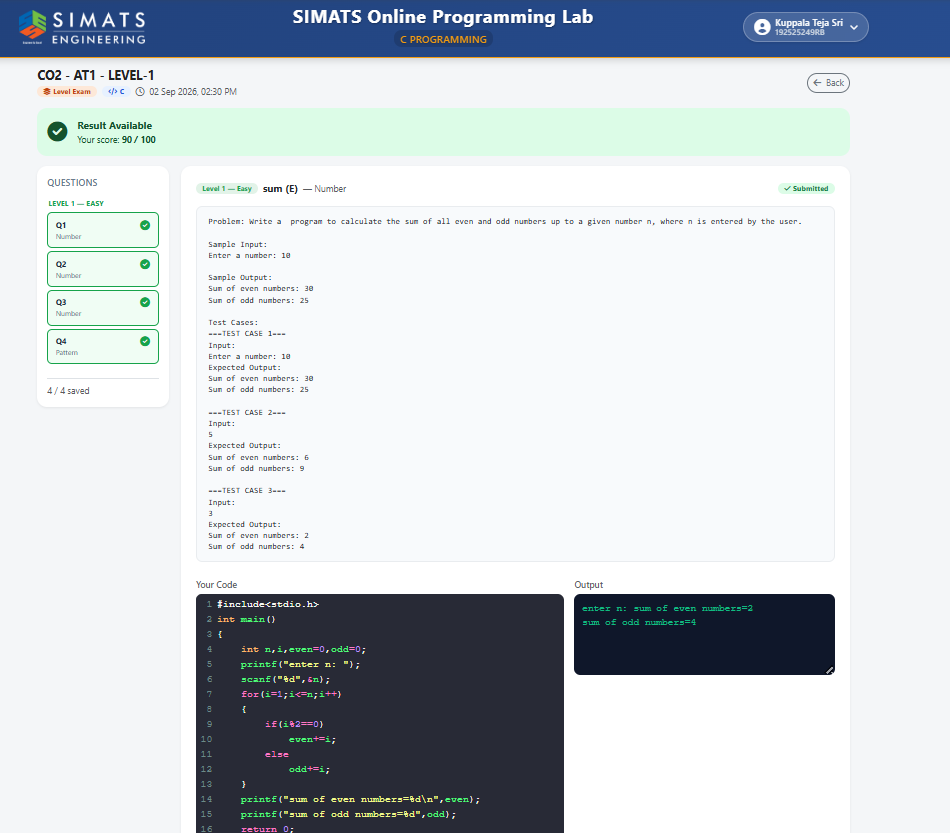 SIMATS
ENGINEERING
SIMATS Online Programming Lab
C PROGRAMMING
Kuppala Teja Sri
192525249RB
CO2 - AT1 - LEVEL-1
Level Exam
</> C
02 Sep 2026, 02:30 PM
← Back
Result Available
Your score: 90 / 100
QUESTIONS
LEVEL 1 — EASY
Q1
Number
Q2
Number
Q3
Number
Q4
Pattern
4 / 4 saved
Level 1 — Easy sum (E) — Number
✓ Submitted
Problem: Write a  program to calculate the sum of all even and odd numbers up to a given number n, where n is entered by the user.
Sample Input:
Enter a number: 10
Sample Output:
Sum of even numbers: 30
Sum of odd numbers: 25
Test Cases:
===TEST CASE 1===
Input:
Enter a number: 10
Expected Output:
Sum of even numbers: 30
Sum of odd numbers: 25
===TEST CASE 2===
Input:
5
Expected Output:
Sum of even numbers: 6
Sum of odd numbers: 9
===TEST CASE 3===
Input:
3
Expected Output:
Sum of even numbers: 2
Sum of odd numbers: 4
Your Code
1 #include<stdio.h>
2 int main()
3 {
4     int n,i,even=0,odd=0;
5     printf("enter n: ");
6     scanf("%d",&n);
7     for(i=1;i<=n;i++)
8     {
9         if(i%2==0)
10             even+=i;
11         else
12             odd+=i;
13     }
14     printf("sum of even numbers=%d\n",even);
15     printf("sum of odd numbers=%d",odd);
16     return 0;
Output
enter n: sum of even numbers=2
sum of odd numbers=4